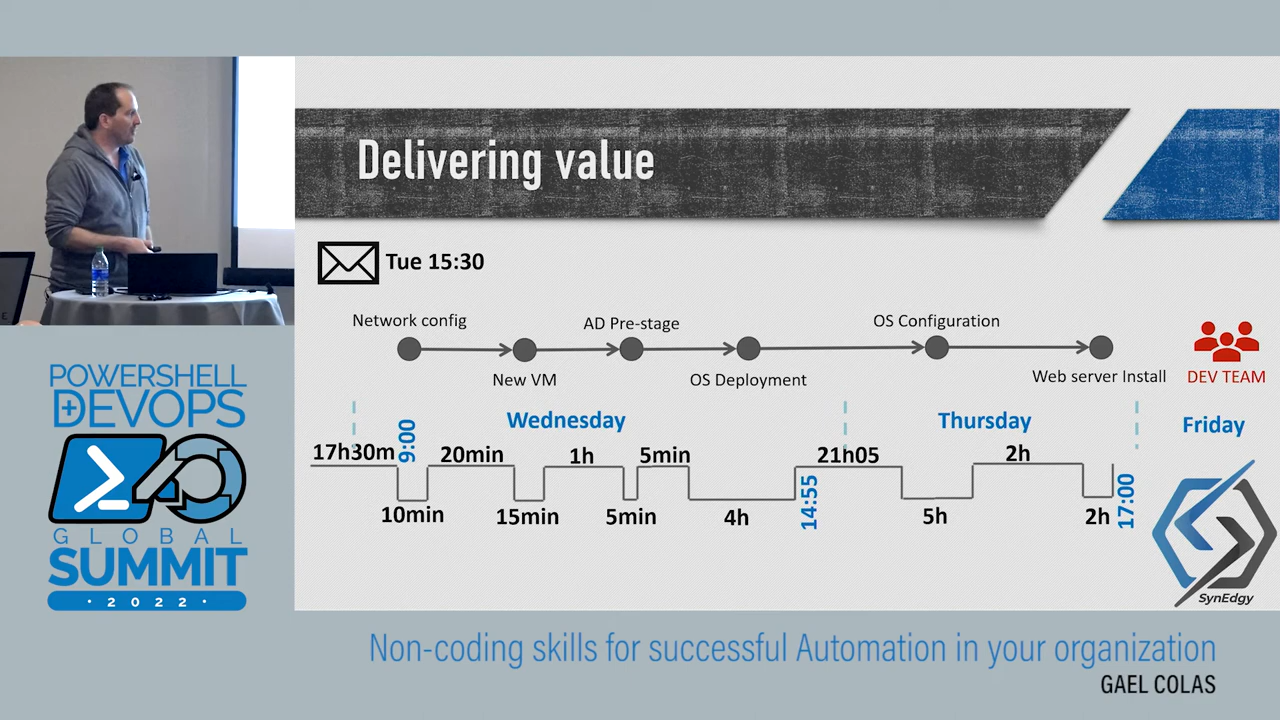 Delivering value
Tue 15:30
Network config
AD Pre-stage
OS Configuration
New VM
OS Deployment
Web server Install
DEV TEAM
Wednesday
Thursday
Friday
17h30m
9:00
20min
1h
5min
21h05
2h
10min
15min
5min
4h
14:55
5h
2h
17:00
SynEdgy
POWERSHELL
+ DEVOPS
GLOBAL
SUMMIT
· 2022 ·
Non-coding skills for successful Automation in your organization
GAEL COLAS